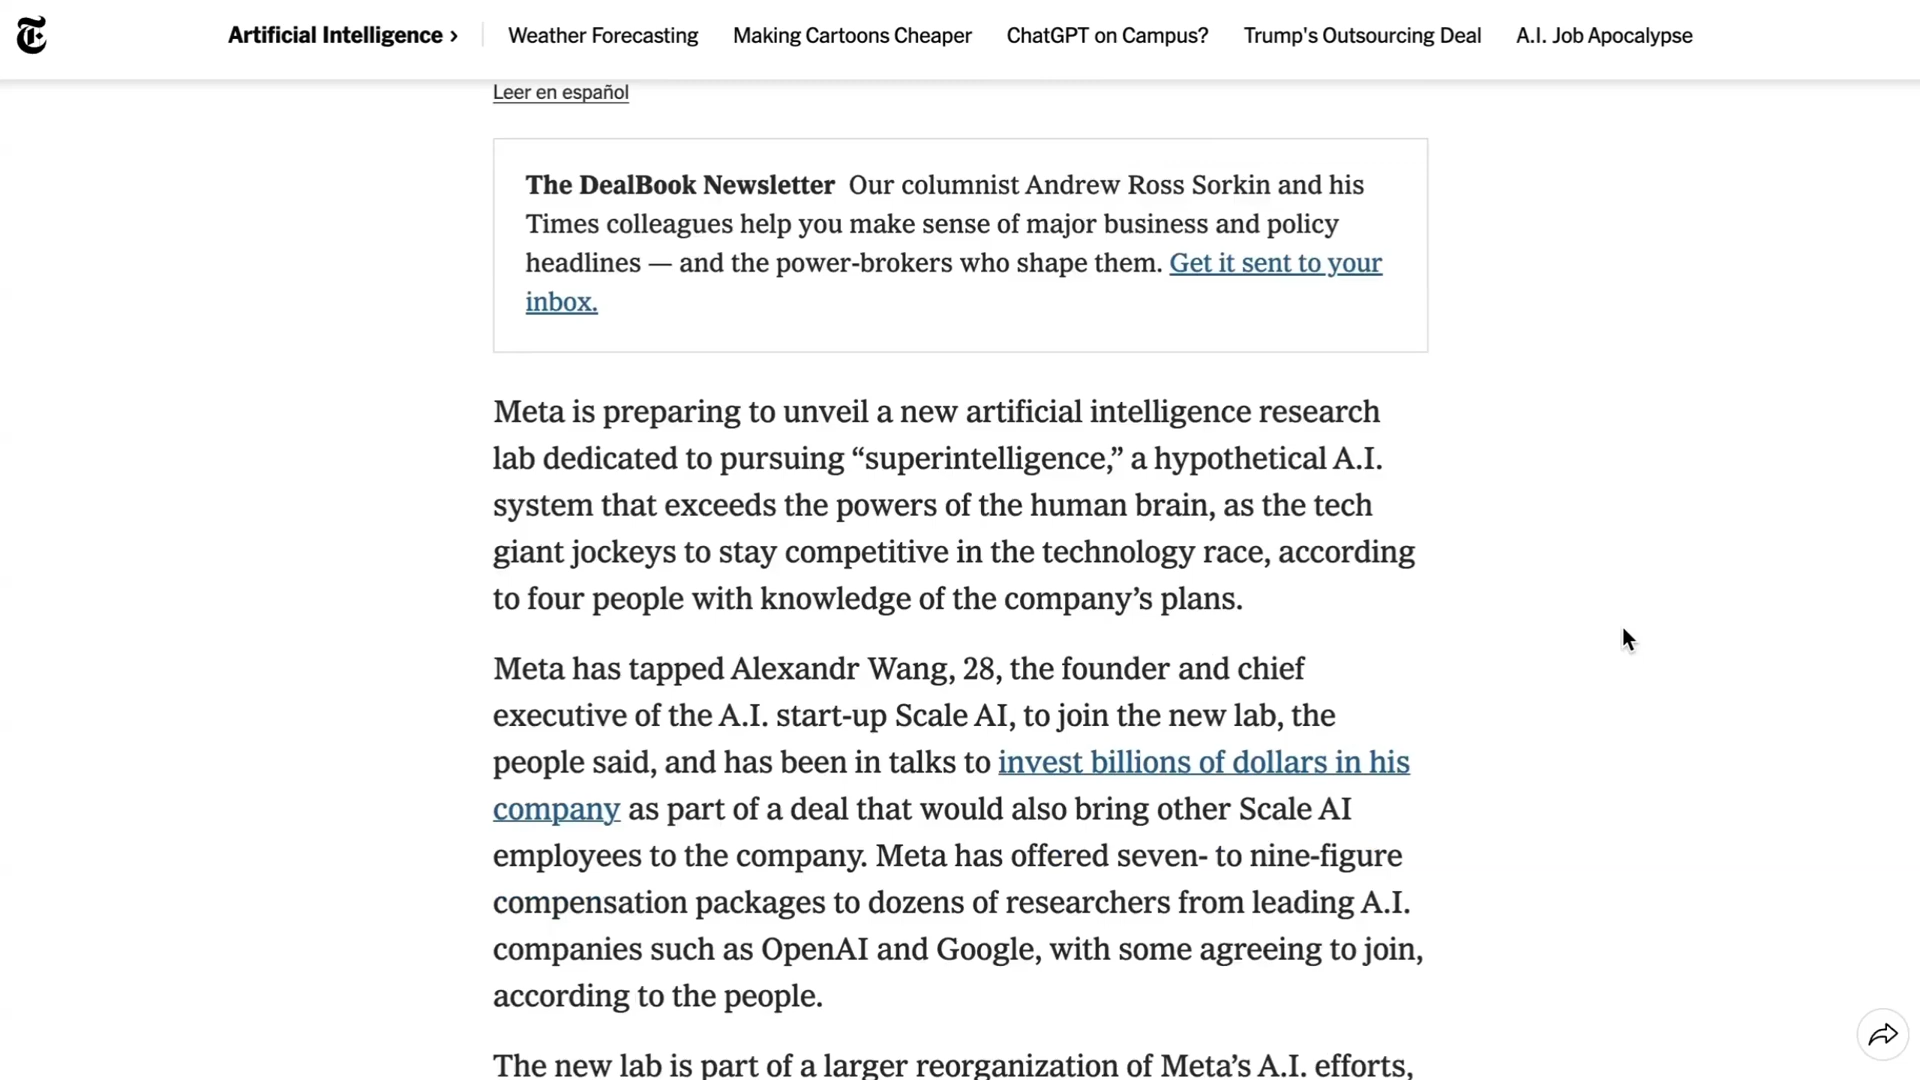 Artificial Intelligence › Weather Forecasting Making Cartoons Cheaper ChatGPT on Campus? Trump's Outsourcing Deal A.I. Job Apocalypse
Leer en español
The DealBook Newsletter Our columnist Andrew Ross Sorkin and his
Times colleagues help you make sense of major business and policy
headlines — and the power-brokers who shape them. Get it sent to your
inbox.
Meta is preparing to unveil a new artificial intelligence research
lab dedicated to pursuing “superintelligence,” a hypothetical A.I.
system that exceeds the powers of the human brain, as the tech
giant jockeys to stay competitive in the technology race, according
to four people with knowledge of the company’s plans.
Meta has tapped Alexandr Wang, 28, the founder and chief
executive of the A.I. start-up Scale AI, to join the new lab, the
people said, and has been in talks to invest billions of dollars in his
company as part of a deal that would also bring other Scale AI
employees to the company. Meta has offered seven- to nine-figure
compensation packages to dozens of researchers from leading A.I.
companies such as OpenAI and Google, with some agreeing to join,
according to the people.
The new lab is part of a larger reorganization of Meta’s A.I. efforts,